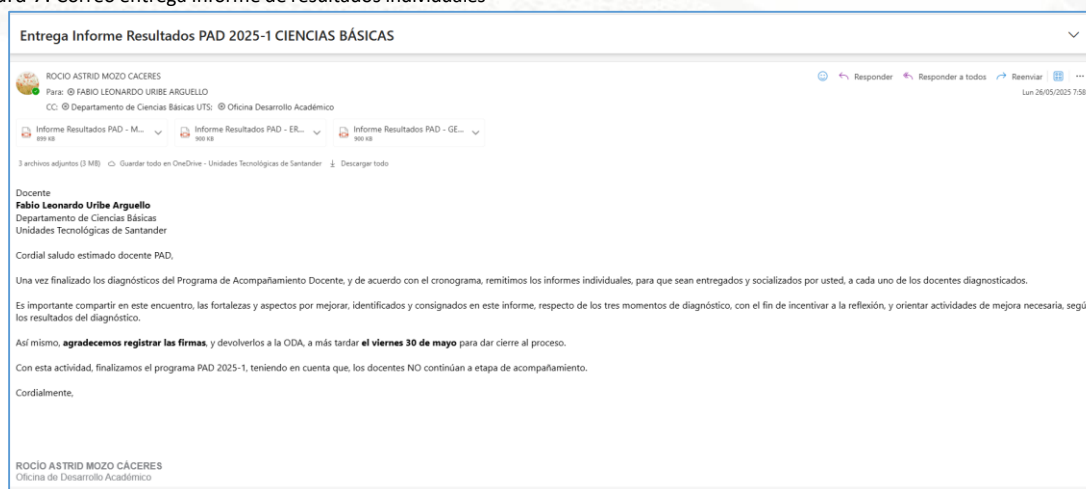 7. Correo entrega informe de resultados individuales
Entrega Informe Resultados PAD 2025-1 CIENCIAS BÁSICAS
ROCIO ASTRID MOZO CACERES
Responder Responder a todos Reenviar ...
Para: FABIO LEONARDO URIBE ARGUELLO
Lun 26/05/2025 7:58
CC: Departamento de Ciencias Básicas UTS; Oficina Desarrollo Académico
Informe Resultados PAD - M...
899 KB
Informe Resultados PAD - ER...
900 KB
Informe Resultados PAD - GE...
900 KB
3 archivos adjuntos (3 MB) Guardar todo en OneDrive - Unidades Tecnológicas de Santander Descargar todo
Docente
Fabio Leonardo Uribe Arguello
Departamento de Ciencias Básicas
Unidades Tecnológicas de Santander
Cordial saludo estimado docente PAD,
Una vez finalizado los diagnósticos del Programa de Acompañamiento Docente, y de acuerdo con el cronograma, remitimos los informes individuales, para que sean entregados y socializados por usted, a cada uno de los docentes diagnosticados.
Es importante compartir en este encuentro, las fortalezas y aspectos por mejorar, identificados y consignados en este informe, respecto de los tres momentos de diagnóstico, con el fin de incentivar a la reflexión, y orientar actividades de mejora necesaria, segú
los resultados del diagnóstico.
Así mismo, agradecemos registrar las firmas, y devolverlos a la ODA, a más tardar el viernes 30 de mayo para dar cierre al proceso.
Con esta actividad, finalizamos el programa PAD 2025-1, teniendo en cuenta que, los docentes NO continúan a etapa de acompañamiento.
Cordialmente,
ROCÍO ASTRID MOZO CÁCERES
Oficina de Desarrollo Académico